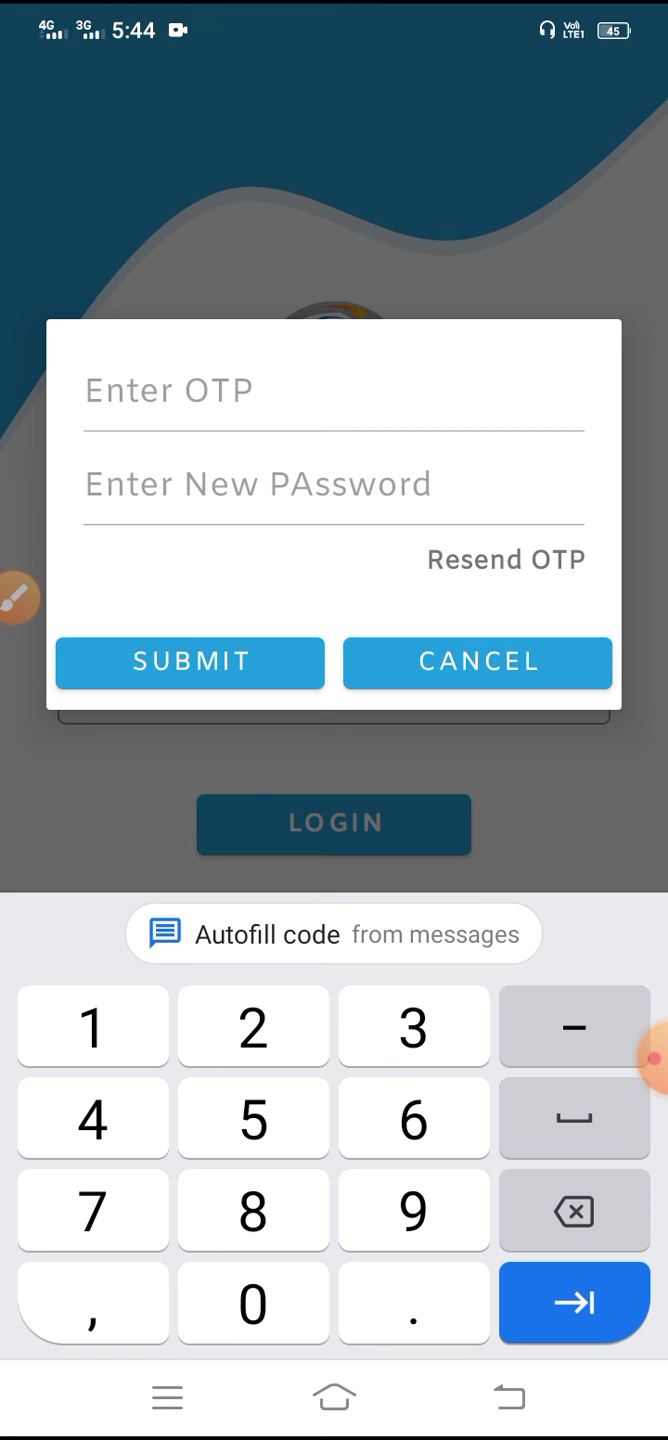 4G 3G 5:44 Vo) LTE1 45
Enter OTP
Enter New PAssword
Resend OTP
SUBMIT CANCEL
LOGIN
Autofill code from messages
1 2 3 –
4 5 6
7 8 9
, 0 .